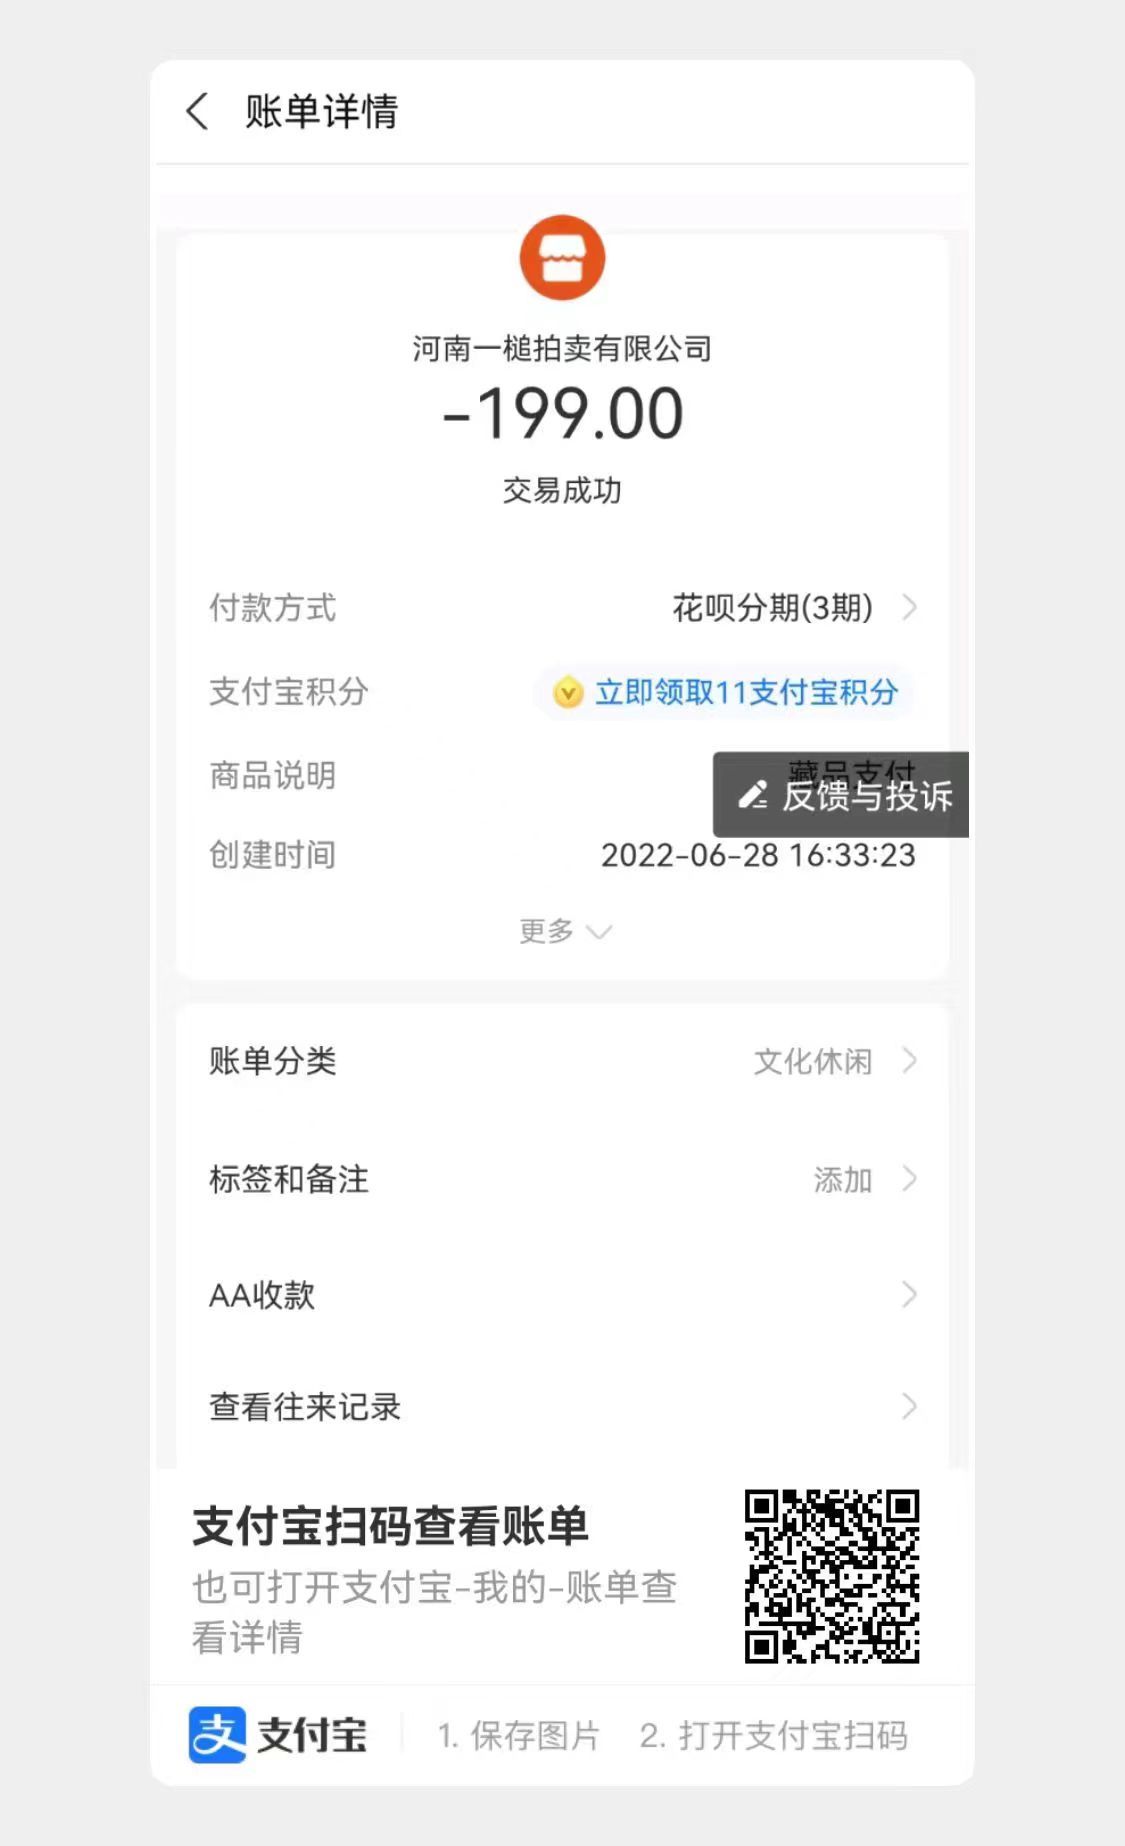 账单详情
河南一槌拍卖有限公司
-199.00
交易成功
付款方式 花呗分期(3期)
支付宝积分 立即领取11支付宝积分
商品说明 藏品支付
反馈与投诉
创建时间 2022-06-28 16:33:23
更多
账单分类 文化休闲
标签和备注 添加
AA收款
查看往来记录
支付宝扫码查看账单
也可打开支付宝-我的-账单查
看详情
支 支付宝 1. 保存图片 2. 打开支付宝扫码